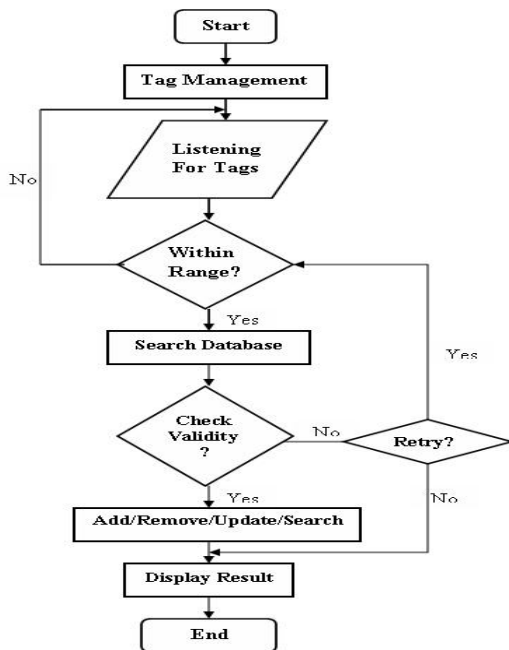 Start
Tag Management
Listening
For Tags
No
Within
Range?
Yes
Search Database
Yes
Check
Validity
?
No
Retry?
Yes
No
Add/Remove/Update/Search
Display Result
End